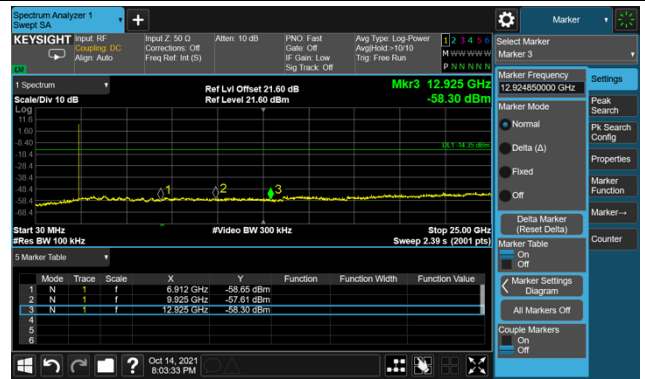 Spectrum Analyzer 1
Swept SA
Marker
KEYSIGHT Input: RF
Coupling: DC
Align: Auto
Input Z: 50 Ω
Corrections: Off
Freq Ref: Int (S)
Atten: 10 dB
PNO: Fast
Gate: Off
IF Gain: Low
Sig Track: Off
Avg Type: Log-Power
Avg|Hold:>10/10
Trig: Free Run
1 2 3 4 5 6
M W W W W W
P N N N N N
LXI
Select Marker
Marker 3
1 Spectrum
Scale/Div 10 dB
Ref Lvl Offset 21.60 dB
Ref Level 21.60 dBm
Mkr3 12.925 GHz
-58.30 dBm
Log
11.6
1.60
-8.40
-18.4
-28.4
-38.4
-48.4
-58.4
-68.4
DL1 -14.35 dBm
1
2
3
Start 30 MHz
#Res BW 100 kHz
#Video BW 300 kHz
Stop 25.00 GHz
Sweep 2.39 s (2001 pts)
5 Marker Table
Mode Trace Scale X Y Function Function Width Function Value
1 N 1 f 6.912 GHz -58.65 dBm
2 N 1 f 9.925 GHz -57.61 dBm
3 N 1 f 12.925 GHz -58.30 dBm
4
5
6
Marker Frequency
12.924850000 GHz
Marker Mode
Normal
Delta (Δ)
Fixed
Off
Delta Marker
(Reset Delta)
Marker Table
On
Off
Marker Settings
Diagram
All Markers Off
Couple Markers
On
Off
Settings
Peak
Search
Pk Search
Config
Properties
Marker
Function
Marker→
Counter
Oct 14, 2021
8:03:33 PM